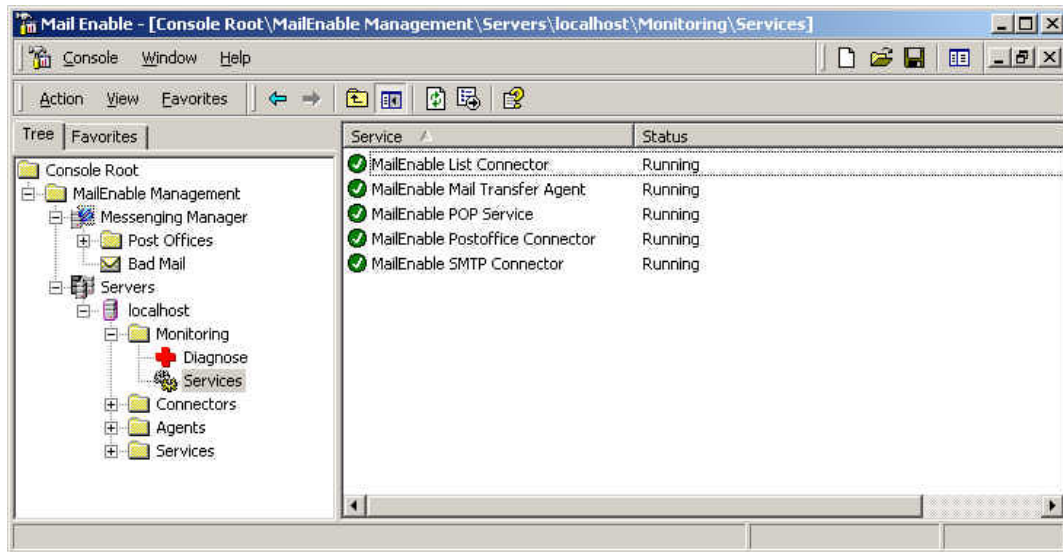 Mail Enable - [Console Root\MailEnable Management\Servers\localhost\Monitoring\Services]
Console Window Help
Action View Favorites
Tree Favorites
Console Root
MailEnable Management
Messenging Manager
Post Offices
Bad Mail
Servers
localhost
Monitoring
Diagnose
Services
Connectors
Agents
Services
Service Status
MailEnable List Connector Running
MailEnable Mail Transfer Agent Running
MailEnable POP Service Running
MailEnable Postoffice Connector Running
MailEnable SMTP Connector Running